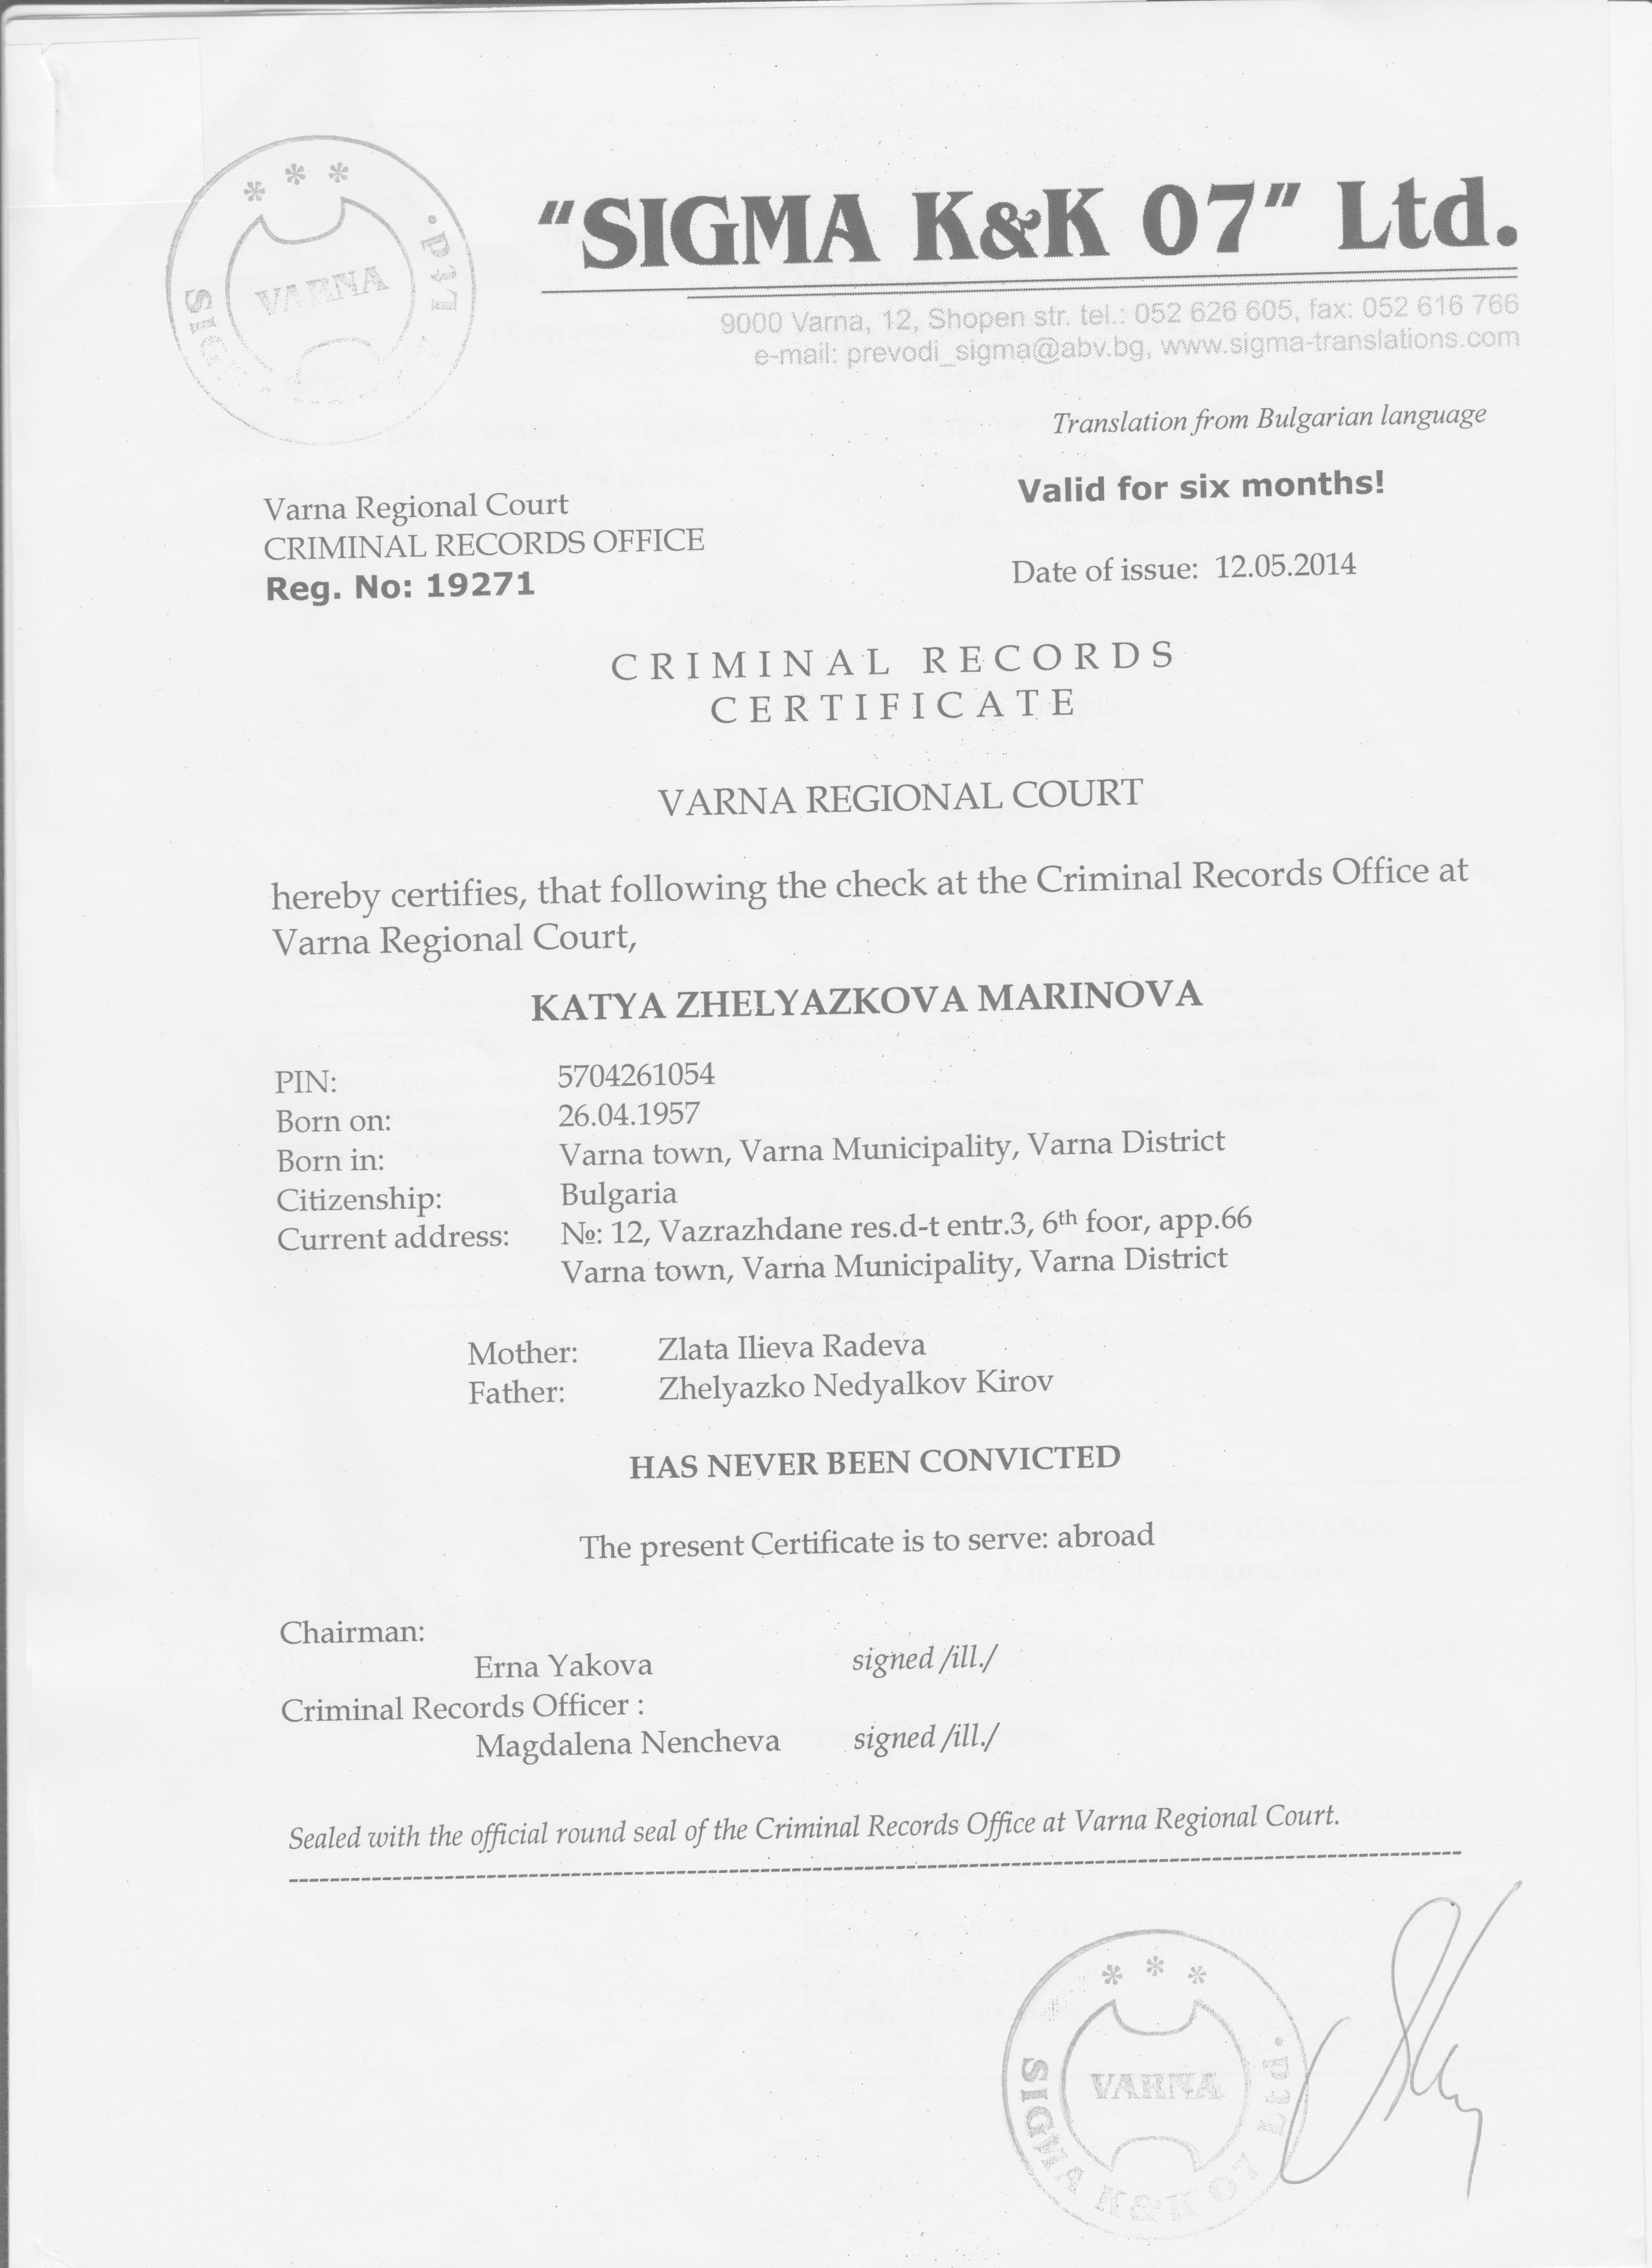 "SIGMA K&K 07" Ltd.
9000 Varna, 12, Shopen str. tel.: 052 626 605, fax: 052 616 766
e-mail: prevodi_sigma@abv.bg, www.sigma-translations.com
* * *
VARNA
SIGMA Ltd.
Translation from Bulgarian language
Valid for six months!
Varna Regional Court
CRIMINAL RECORDS OFFICE
Reg. No: 19271
Date of issue: 12.05.2014
CRIMINAL RECORDS
CERTIFICATE
VARNA REGIONAL COURT
hereby certifies, that following the check at the Criminal Records Office at
Varna Regional Court,
KATYA ZHELYAZKOVA MARINOVA
PIN: 5704261054
Born on: 26.04.1957
Born in: Varna town, Varna Municipality, Varna District
Citizenship: Bulgaria
Current address: №: 12, Vazrazhdane res.d-t entr.3, 6th foor, app.66
Varna town, Varna Municipality, Varna District
Mother: Zlata Ilieva Radeva
Father: Zhelyazko Nedyalkov Kirov
HAS NEVER BEEN CONVICTED
The present Certificate is to serve: abroad
Chairman:
Erna Yakova signed /ill./
Criminal Records Officer :
Magdalena Nencheva signed /ill./
Sealed with the official round seal of the Criminal Records Office at Varna Regional Court.
* * *
VARNA
SIGMA K&K 07 Ltd.